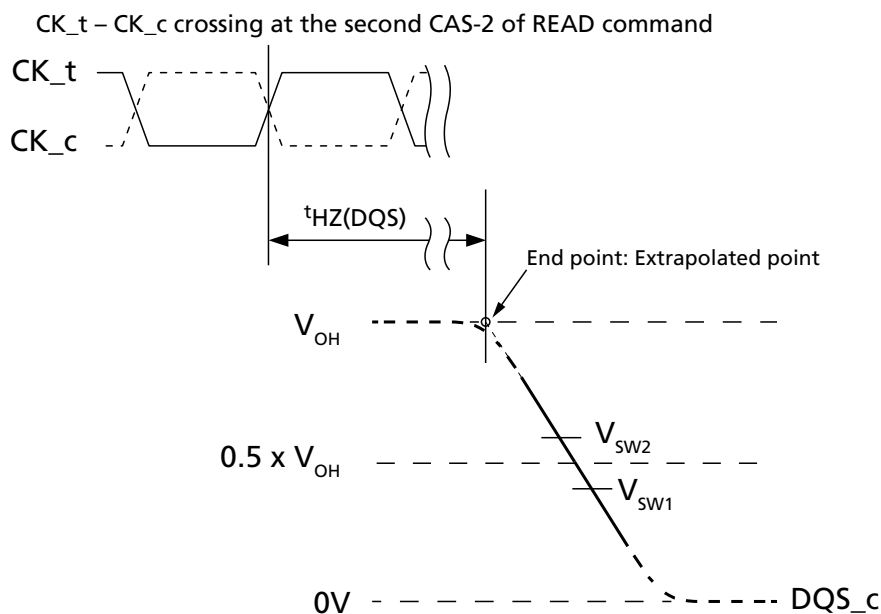 CK_t – CK_c crossing at the second CAS-2 of READ command
CK_t
CK_c
tHZ(DQS)
End point: Extrapolated point
VOH
VSW2
0.5 x VOH
VSW1
0V
DQS_c